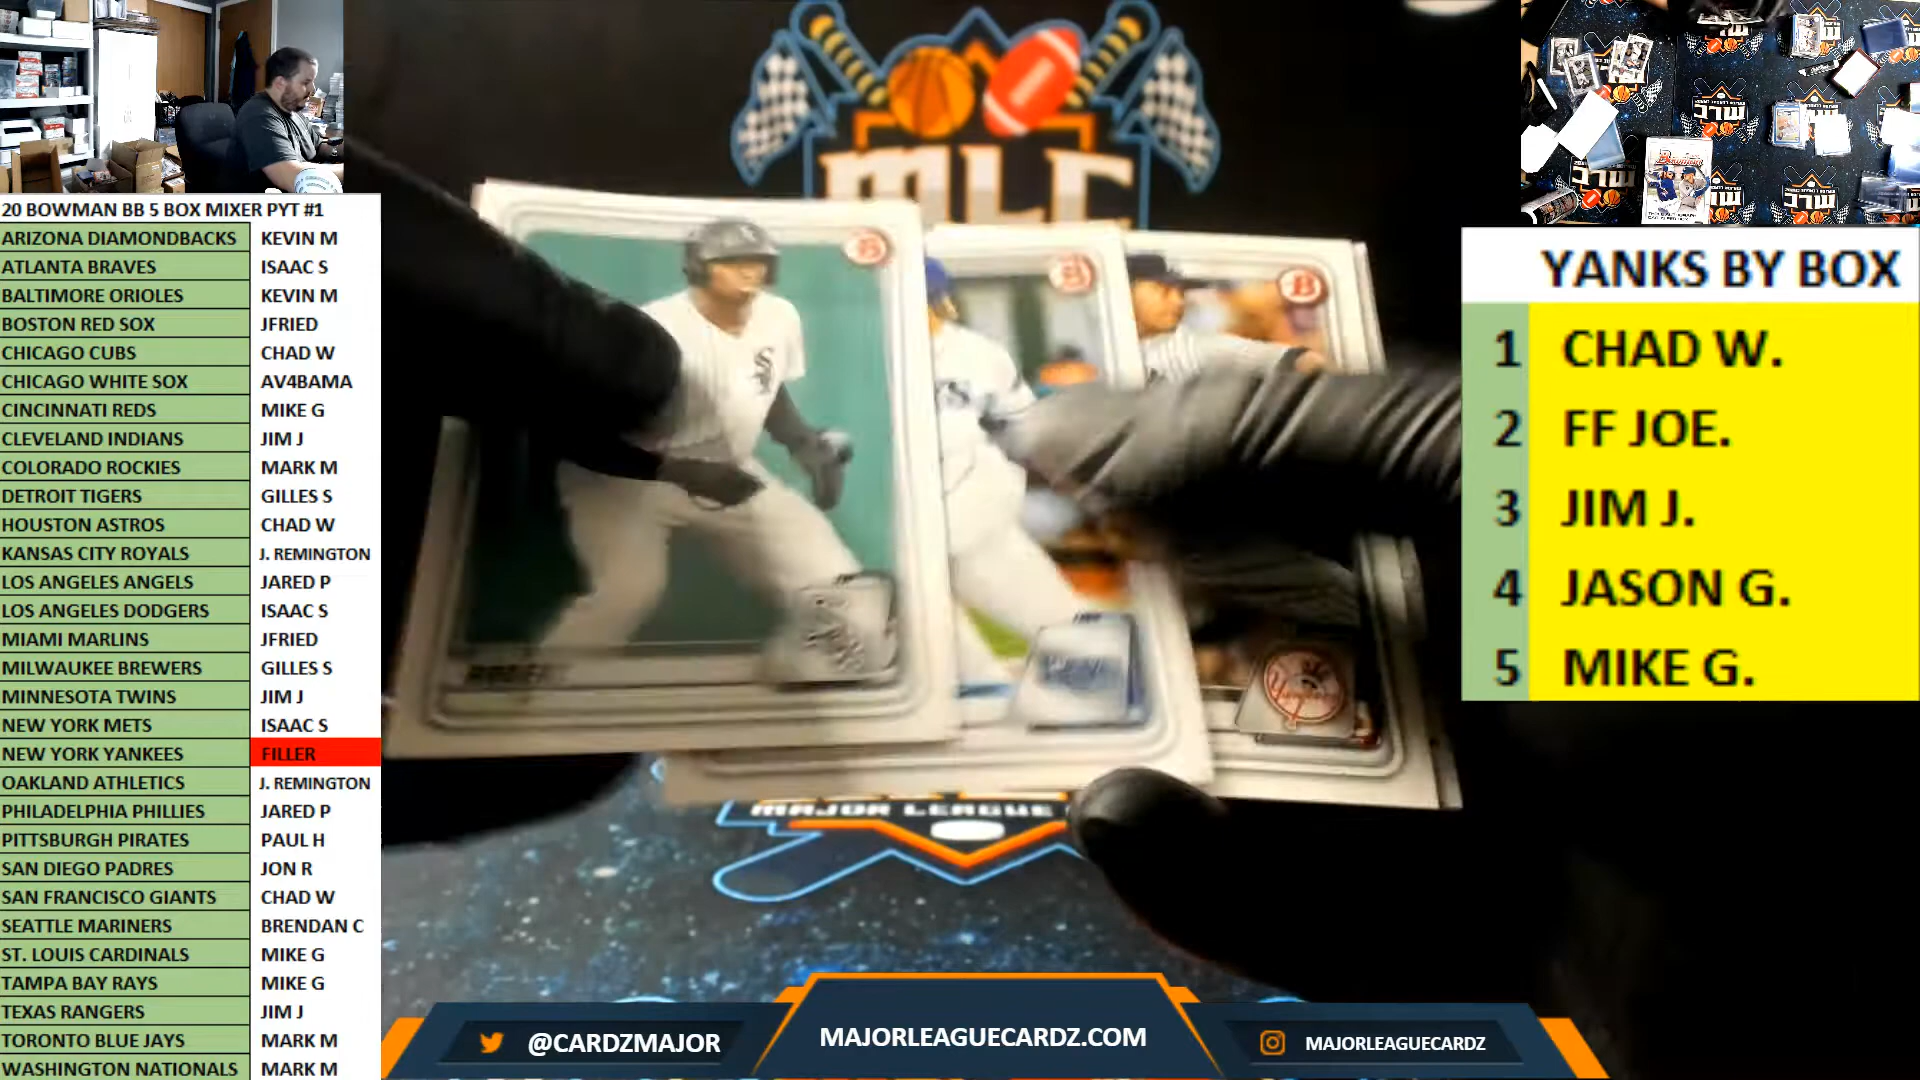 20 BOWMAN BB 5 BOX MIXER PYT #1
ARIZONA DIAMONDBACKS KEVIN M
ATLANTA BRAVES ISAAC S
BALTIMORE ORIOLES KEVIN M
BOSTON RED SOX JFRIED
CHICAGO CUBS CHAD W
CHICAGO WHITE SOX AV4BAMA
CINCINNATI REDS MIKE G
CLEVELAND INDIANS JIM J
COLORADO ROCKIES MARK M
DETROIT TIGERS GILLES S
HOUSTON ASTROS CHAD W
KANSAS CITY ROYALS J. REMINGTON
LOS ANGELES ANGELS JARED P
LOS ANGELES DODGERS ISAAC S
MIAMI MARLINS JFRIED
MILWAUKEE BREWERS GILLES S
MINNESOTA TWINS JIM J
NEW YORK METS ISAAC S
NEW YORK YANKEES FILLER
OAKLAND ATHLETICS J. REMINGTON
PHILADELPHIA PHILLIES JARED P
PITTSBURGH PIRATES PAUL H
SAN DIEGO PADRES JON R
SAN FRANCISCO GIANTS CHAD W
SEATTLE MARINERS BRENDAN C
ST. LOUIS CARDINALS MIKE G
TAMPA BAY RAYS MIKE G
TEXAS RANGERS JIM J
TORONTO BLUE JAYS MARK M
WASHINGTON NATIONALS MARK M
MLC
MAJOR LEAGUE
YANKS BY BOX
1 CHAD W.
2 FF JOE.
3 JIM J.
4 JASON G.
5 MIKE G.
@CARDZMAJOR
MAJORLEAGUECARDZ.COM
MAJORLEAGUECARDZ